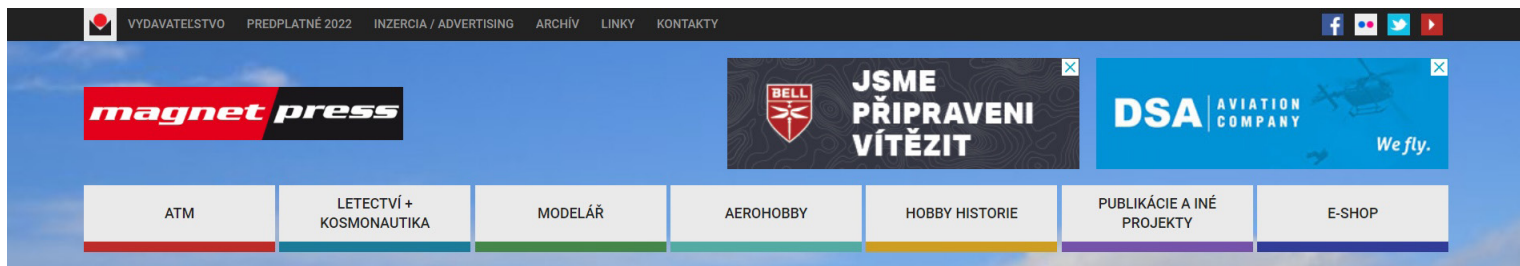 VYDAVATEĽSTVO PREDPLATNÉ 2022 INZERCIA / ADVERTISING ARCHÍV LINKY KONTAKTY
magnet press
BELL
JSME
PŘIPRAVENI
VÍTĚZIT
DSA AVIATION
COMPANY
We fly.
ATM
LETECTVÍ +
KOSMONAUTIKA
MODELÁŘ
AEROHOBBY
HOBBY HISTORIE
PUBLIKÁCIE A INÉ
PROJEKTY
E-SHOP